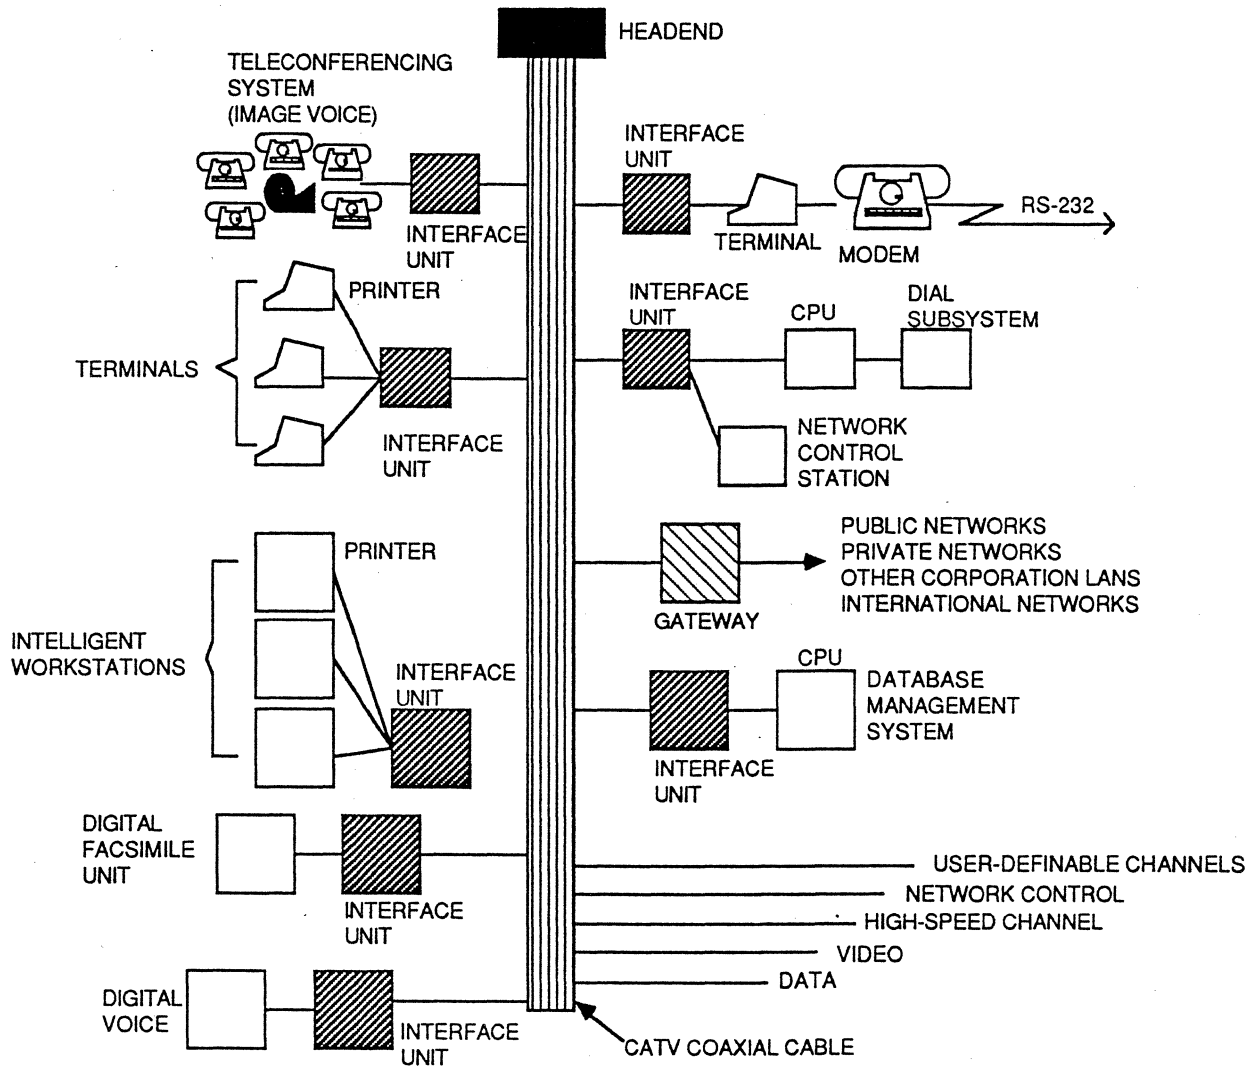 HEADEND
TELECONFERENCING
SYSTEM
(IMAGE VOICE)
INTERFACE
UNIT
INTERFACE
UNIT
TERMINAL
MODEM
RS-232
PRINTER
TERMINALS
INTERFACE
UNIT
INTERFACE
UNIT
CPU
DIAL
SUBSYSTEM
NETWORK
CONTROL
STATION
PRINTER
INTELLIGENT
WORKSTATIONS
INTERFACE
UNIT
GATEWAY
PUBLIC NETWORKS
PRIVATE NETWORKS
OTHER CORPORATION LANS
INTERNATIONAL NETWORKS
CPU
DATABASE
MANAGEMENT
SYSTEM
INTERFACE
UNIT
DIGITAL
FACSIMILE
UNIT
INTERFACE
UNIT
DIGITAL
VOICE
INTERFACE
UNIT
USER-DEFINABLE CHANNELS
NETWORK CONTROL
HIGH-SPEED CHANNEL
VIDEO
DATA
CATV COAXIAL CABLE